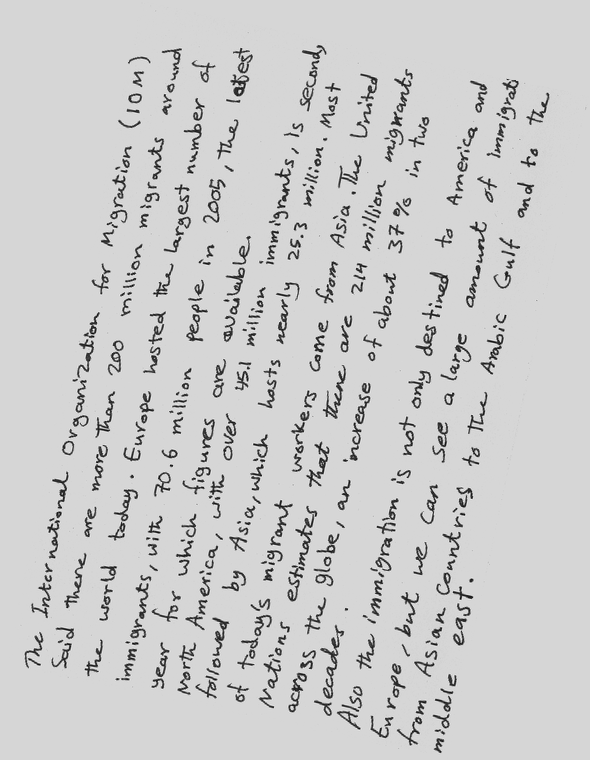 The International Organization for Migration (IOM)
Said there are more than 200 million migrants around
the world today. Europe hosted the largest number of
immigrants, with 70.6 million people in 2005, the latest
year for which figures are available.
North America, with over 45.1 million immigrants, is second,
followed by Asia, which hosts nearly 25.3 million. Most
of today's migrant workers come from Asia. The United
Nations estimates that there are 214 million migrants
across the globe, an increase of about 37% in two
decades.
Also the immigration is not only destined to America and
Europe, but we can see a large amount of immigrati
from Asian Countries to the Arabic Gulf and to the
middle east.